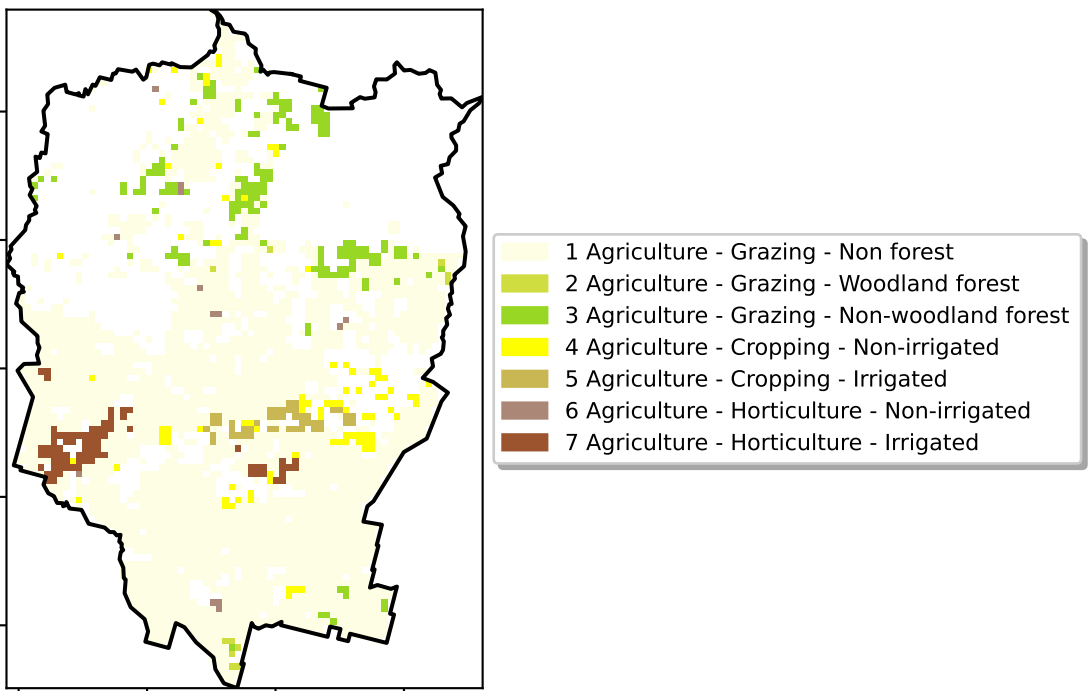 1 Agriculture - Grazing - Non forest
2 Agriculture - Grazing - Woodland forest
3 Agriculture - Grazing - Non-woodland forest
4 Agriculture - Cropping - Non-irrigated
5 Agriculture - Cropping - Irrigated
6 Agriculture - Horticulture - Non-irrigated
7 Agriculture - Horticulture - Irrigated